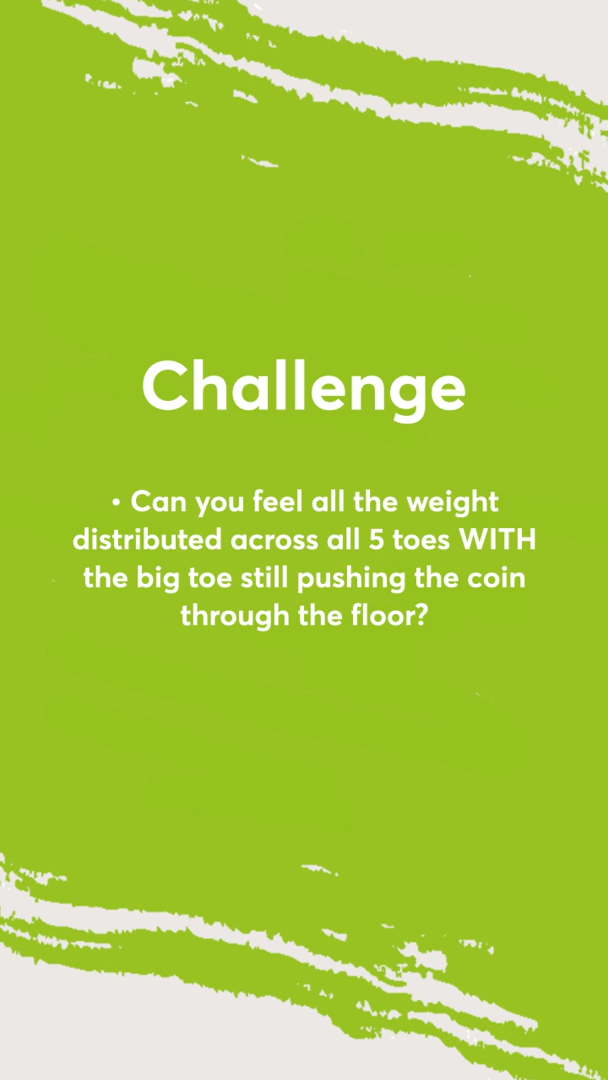 Challenge
• Can you feel all the weight
distributed across all 5 toes WITH
the big toe still pushing the coin
through the floor?